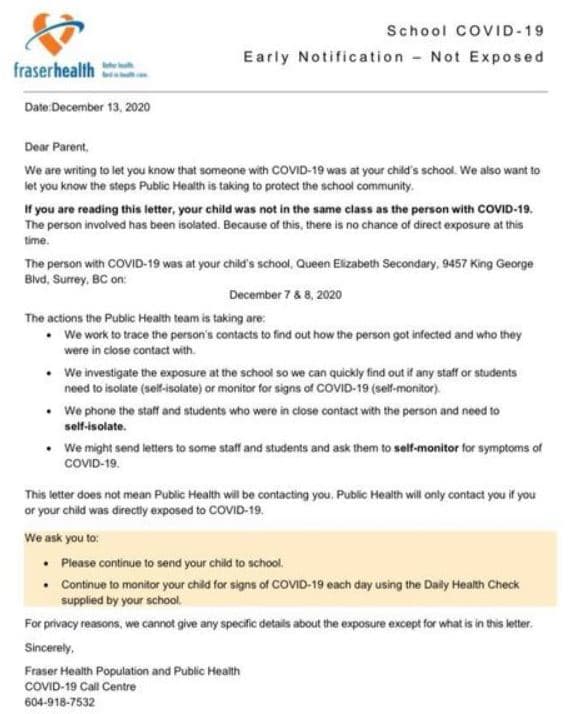 School COVID-19
Early Notification – Not Exposed
fraserhealth
Better health.
Best in health care.
Date:December 13, 2020
Dear Parent,
We are writing to let you know that someone with COVID-19 was at your child's school. We also want to
let you know the steps Public Health is taking to protect the school community.
If you are reading this letter, your child was not in the same class as the person with COVID-19.
The person involved has been isolated. Because of this, there is no chance of direct exposure at this
time.
The person with COVID-19 was at your child's school, Queen Elizabeth Secondary, 9457 King George
Blvd, Surrey, BC on:
December 7 & 8, 2020
The actions the Public Health team is taking are:
• We work to trace the person's contacts to find out how the person got infected and who they
were in close contact with.
• We investigate the exposure at the school so we can quickly find out if any staff or students
need to isolate (self-isolate) or monitor for signs of COVID-19 (self-monitor).
• We phone the staff and students who were in close contact with the person and need to
self-isolate.
• We might send letters to some staff and students and ask them to self-monitor for symptoms of
COVID-19.
This letter does not mean Public Health will be contacting you. Public Health will only contact you if you
or your child was directly exposed to COVID-19.
We ask you to:
• Please continue to send your child to school.
• Continue to monitor your child for signs of COVID-19 each day using the Daily Health Check
supplied by your school.
For privacy reasons, we cannot give any specific details about the exposure except for what is in this letter.
Sincerely,
Fraser Health Population and Public Health
COVID-19 Call Centre
604-918-7532